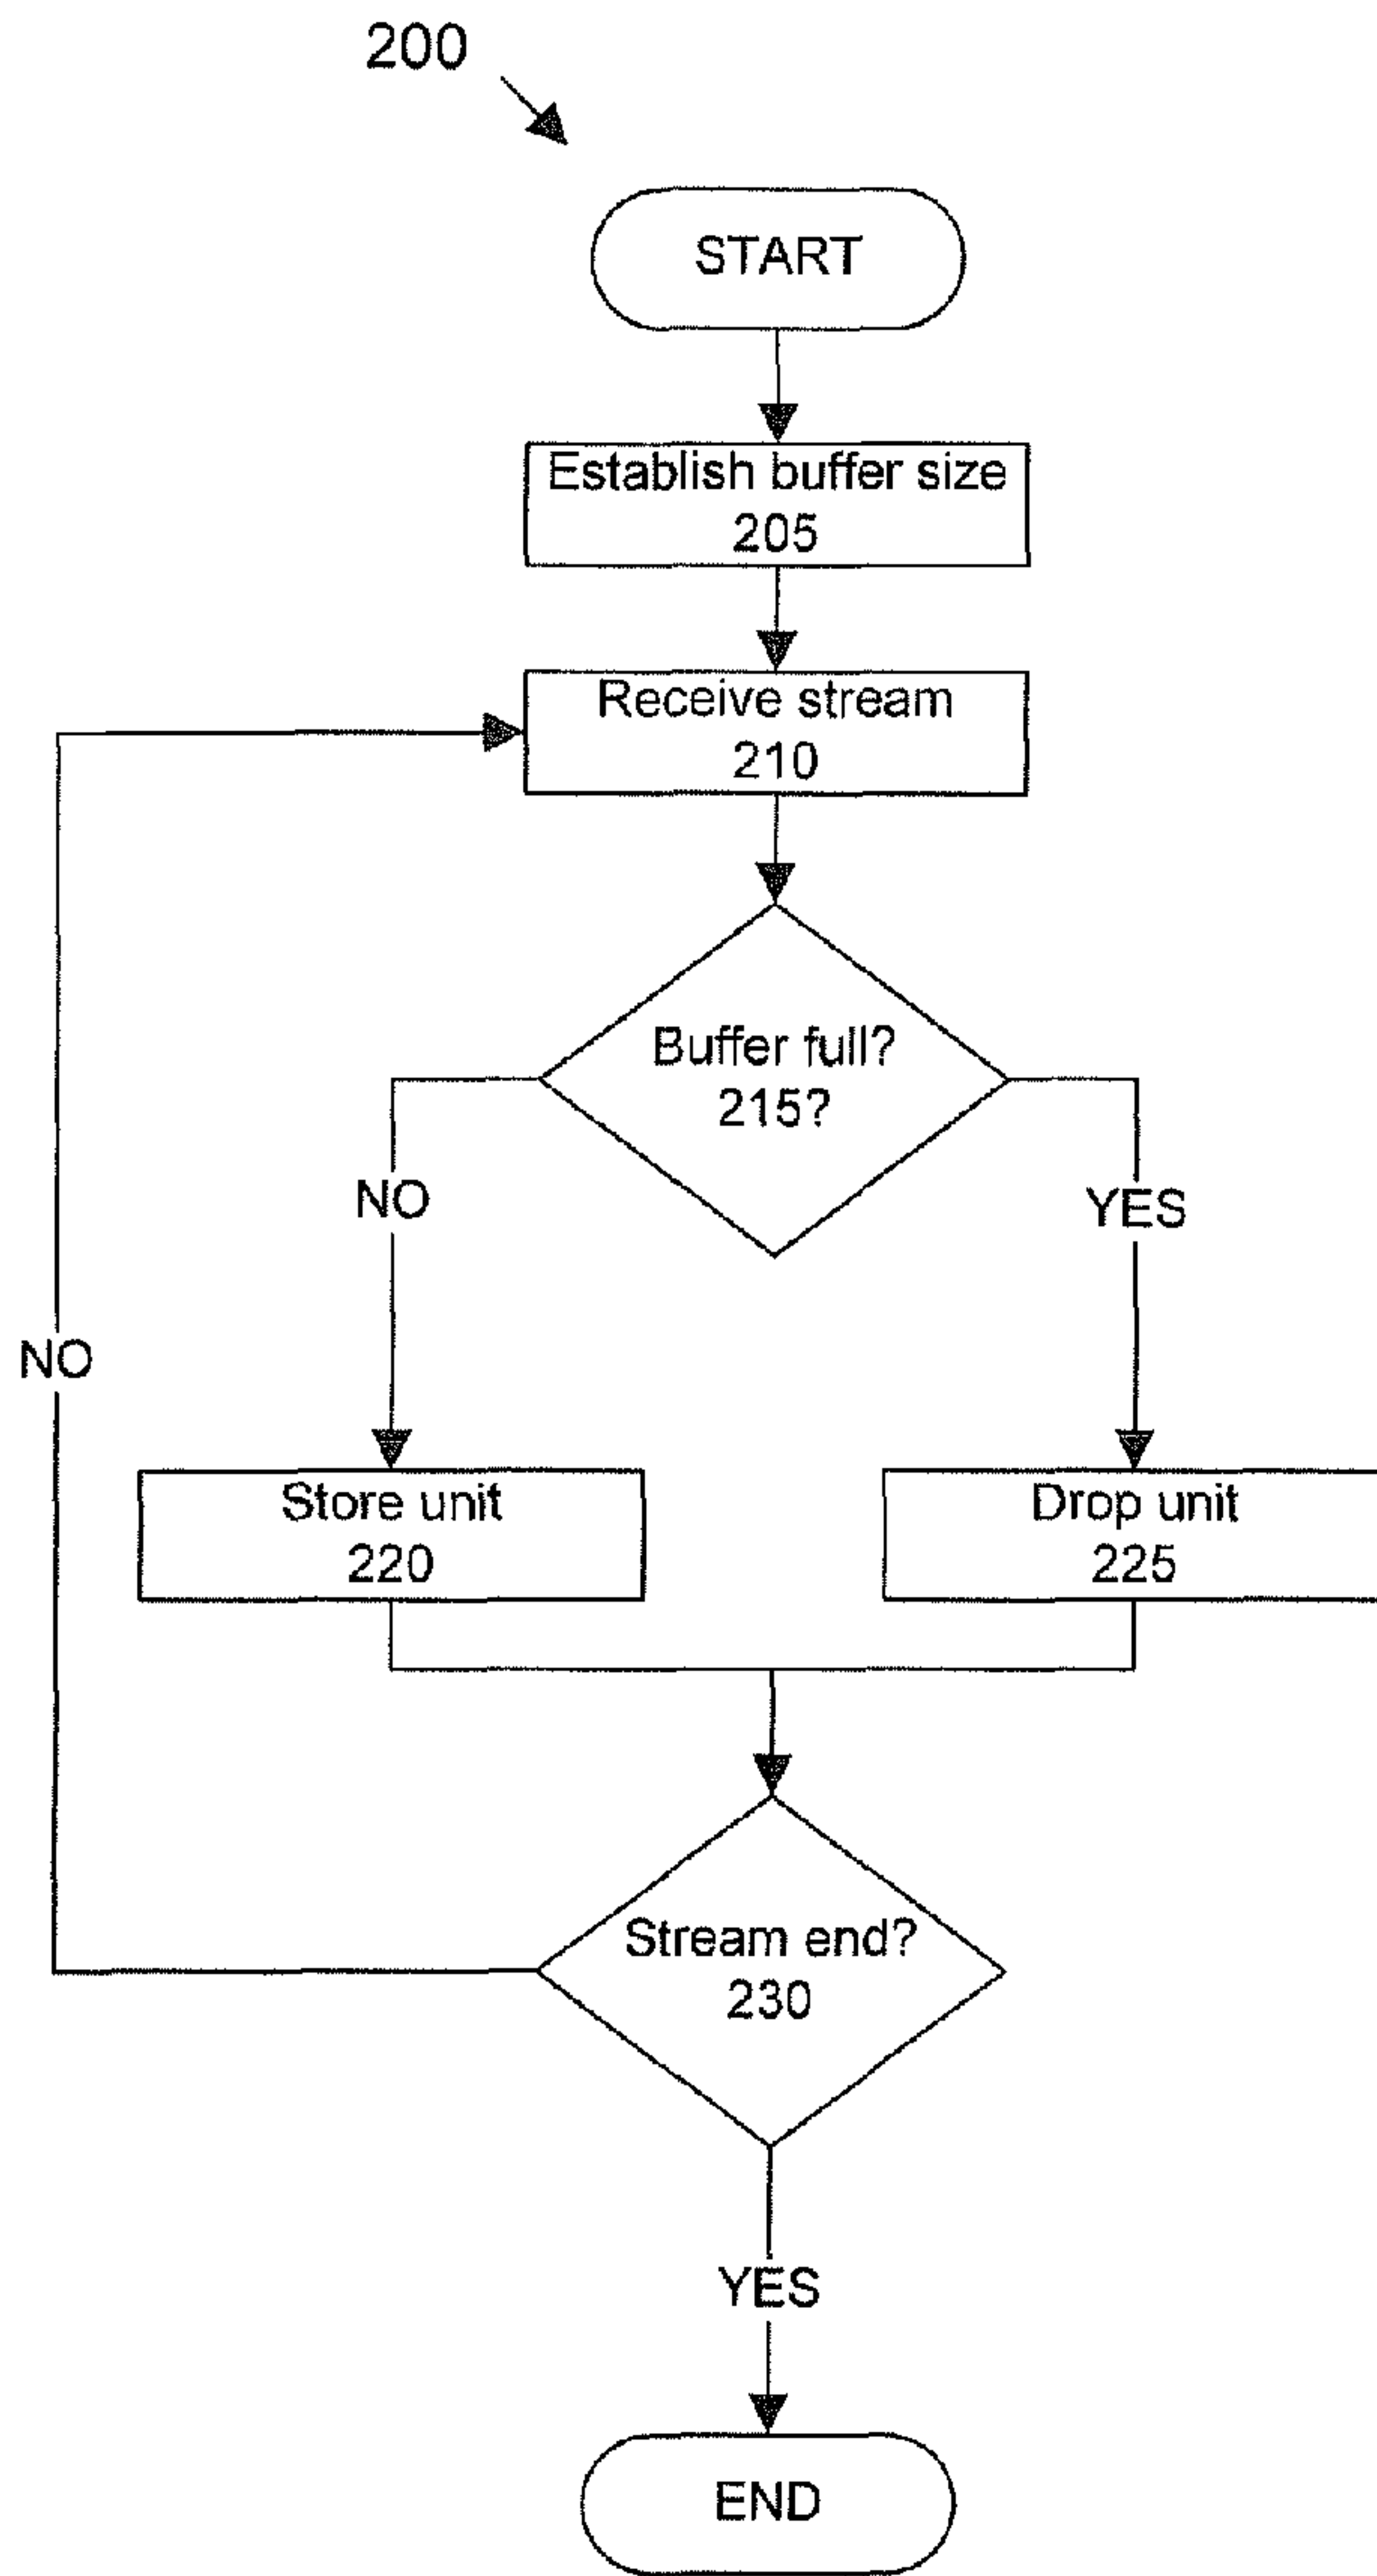 200
START
Establish buffer size
205
Receive stream
210
Buffer full?
215?
NO
YES
NO
Store unit
220
Drop unit
225
Stream end?
230
YES
END